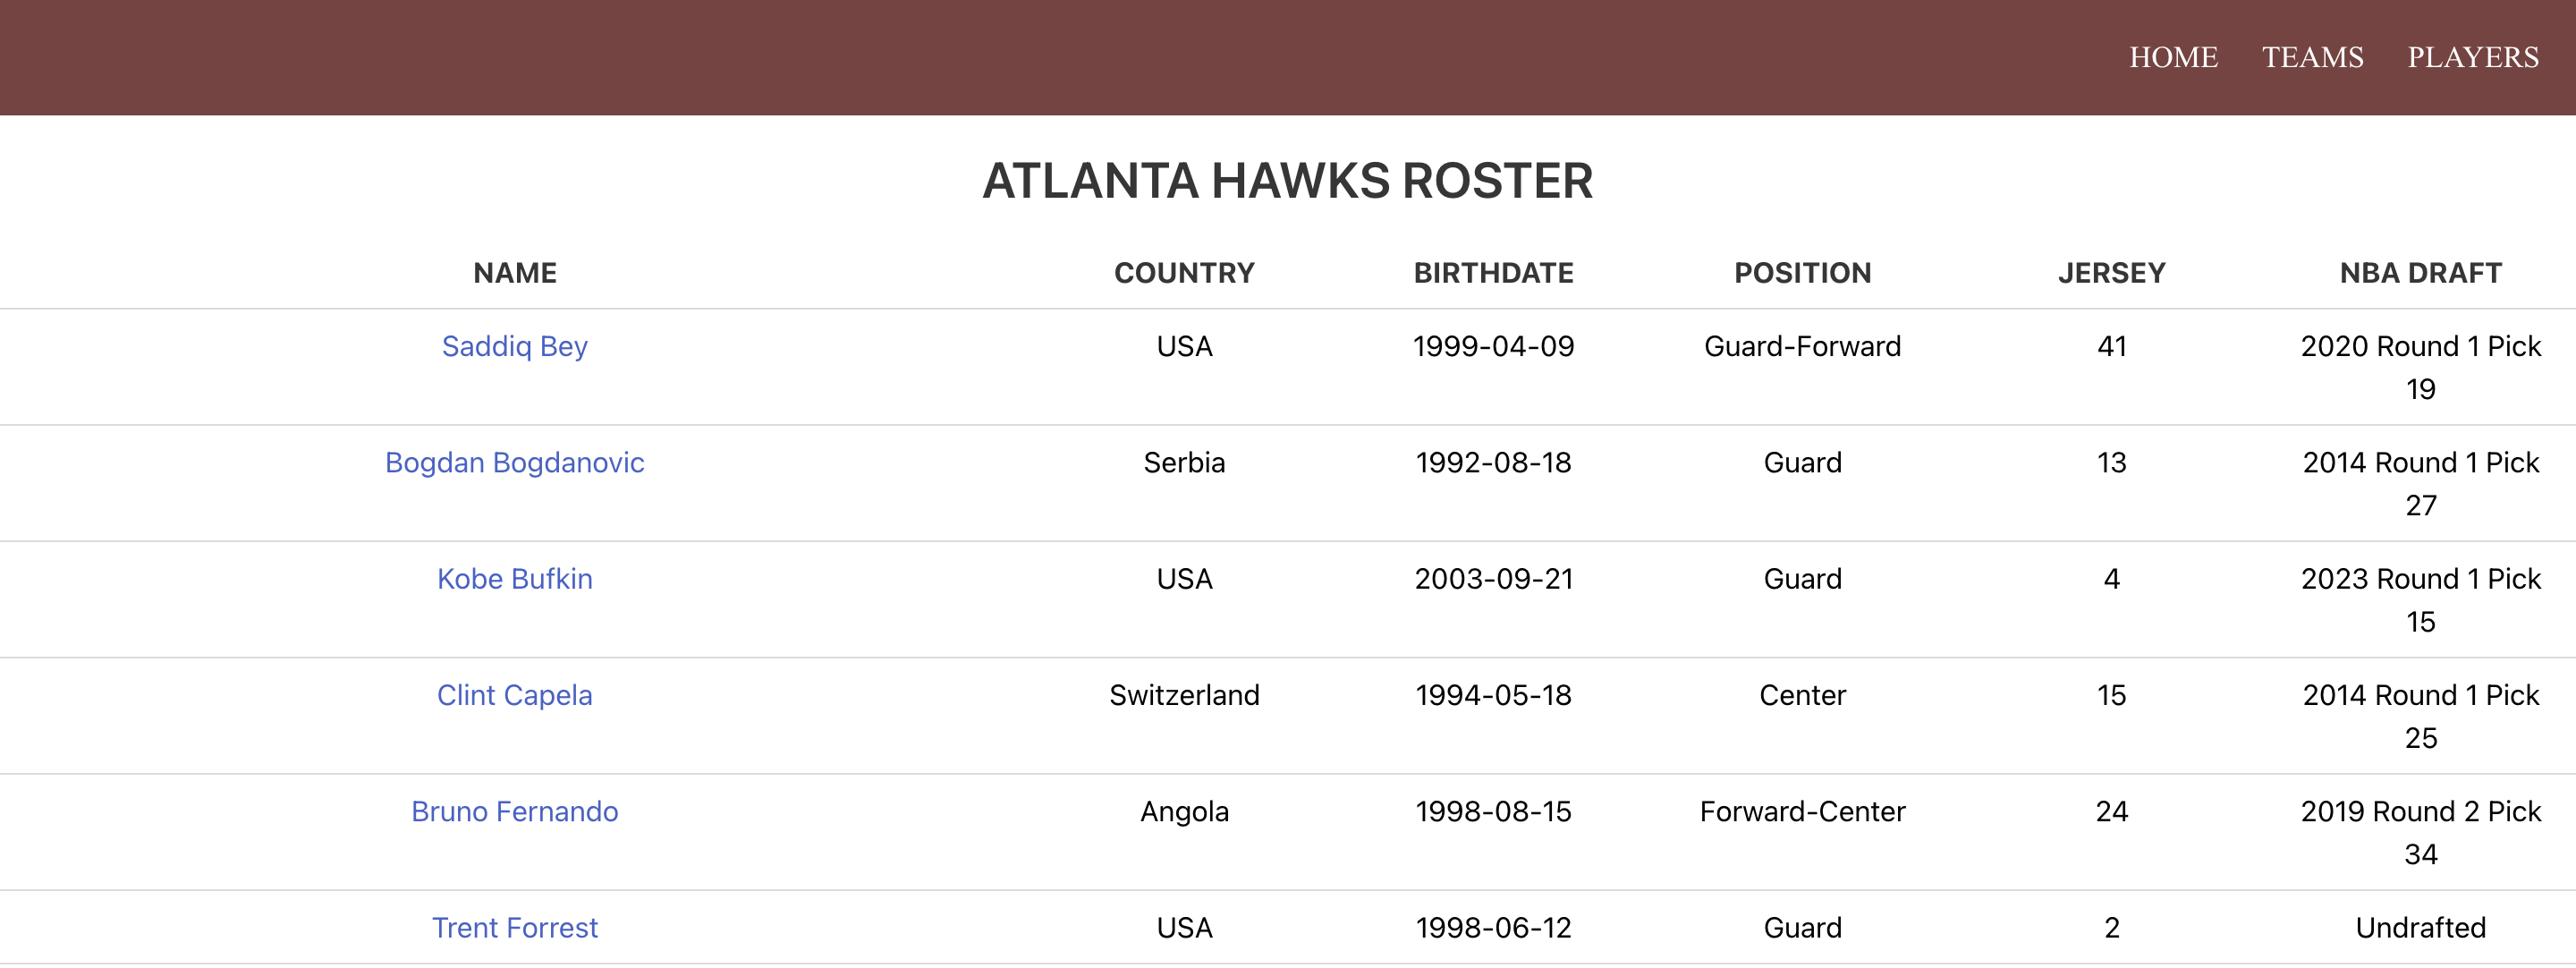 HOME TEAMS PLAYERS
ATLANTA HAWKS ROSTER
NAME COUNTRY BIRTHDATE POSITION JERSEY NBA DRAFT
Saddiq Bey USA 1999-04-09 Guard-Forward 41 2020 Round 1 Pick
19
Bogdan Bogdanovic Serbia 1992-08-18 Guard 13 2014 Round 1 Pick
27
Kobe Bufkin USA 2003-09-21 Guard 4 2023 Round 1 Pick
15
Clint Capela Switzerland 1994-05-18 Center 15 2014 Round 1 Pick
25
Bruno Fernando Angola 1998-08-15 Forward-Center 24 2019 Round 2 Pick
34
Trent Forrest USA 1998-06-12 Guard 2 Undrafted